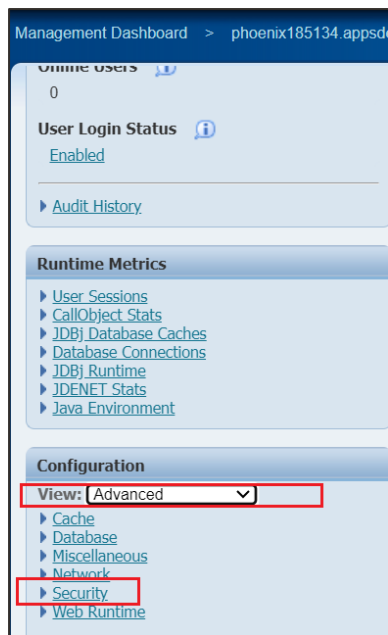 Management Dashboard > phoenix185134.appsd
Online Users
0
User Login Status
Enabled
Audit History
Runtime Metrics
User Sessions
CallObject Stats
JDBj Database Caches
Database Connections
JDBj Runtime
JDENET Stats
Java Environment
Configuration
View: Advanced
Cache
Database
Miscellaneous
Network
Security
Web Runtime